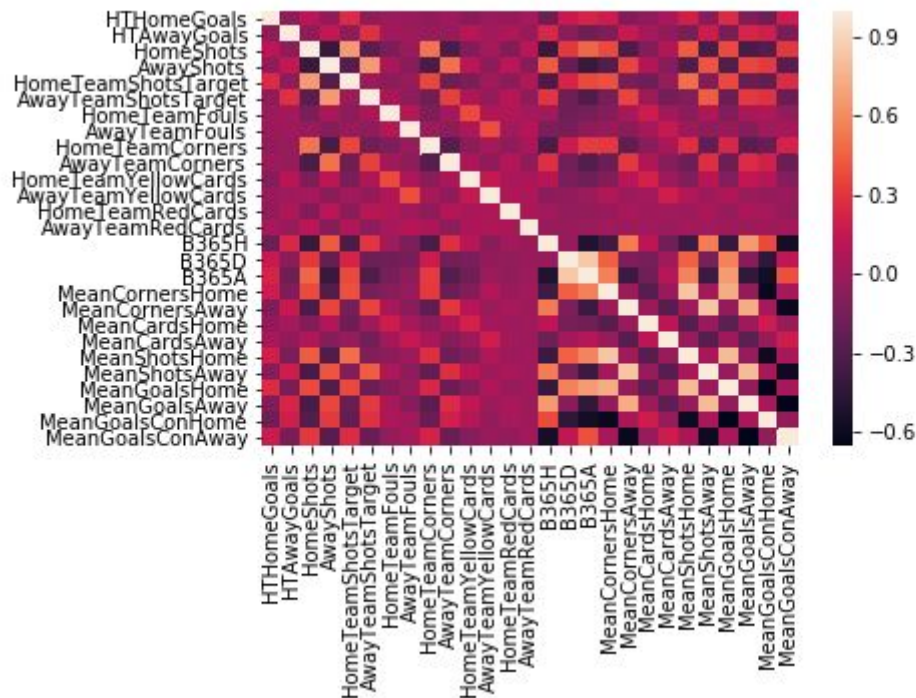 HTHomeGoals
HTAwayGoals
HomeShots
AwayShots
HomeTeamShotsTarget
AwayTeamShotsTarget
HomeTeamFouls
AwayTeamFouls
HomeTeamCorners
AwayTeamCorners
HomeTeamYellowCards
AwayTeamYellowCards
HomeTeamRedCards
AwayTeamRedCards
B365H
B365D
B365A
MeanCornersHome
MeanCornersAway
MeanCardsHome
MeanCardsAway
MeanShotsHome
MeanShotsAway
MeanGoalsHome
MeanGoalsAway
MeanGoalsConHome
MeanGoalsConAway
HTHomeGoals
HTAwayGoals
HomeShots
AwayShots
HomeTeamShotsTarget
AwayTeamShotsTarget
HomeTeamFouls
AwayTeamFouls
HomeTeamCorners
AwayTeamCorners
HomeTeamYellowCards
AwayTeamYellowCards
HomeTeamRedCards
AwayTeamRedCards
B365H
B365D
B365A
MeanCornersHome
MeanCornersAway
MeanCardsHome
MeanCardsAway
MeanShotsHome
MeanShotsAway
MeanGoalsHome
MeanGoalsAway
MeanGoalsConHome
MeanGoalsConAway
0.9
0.6
0.3
0.0
−0.3
−0.6